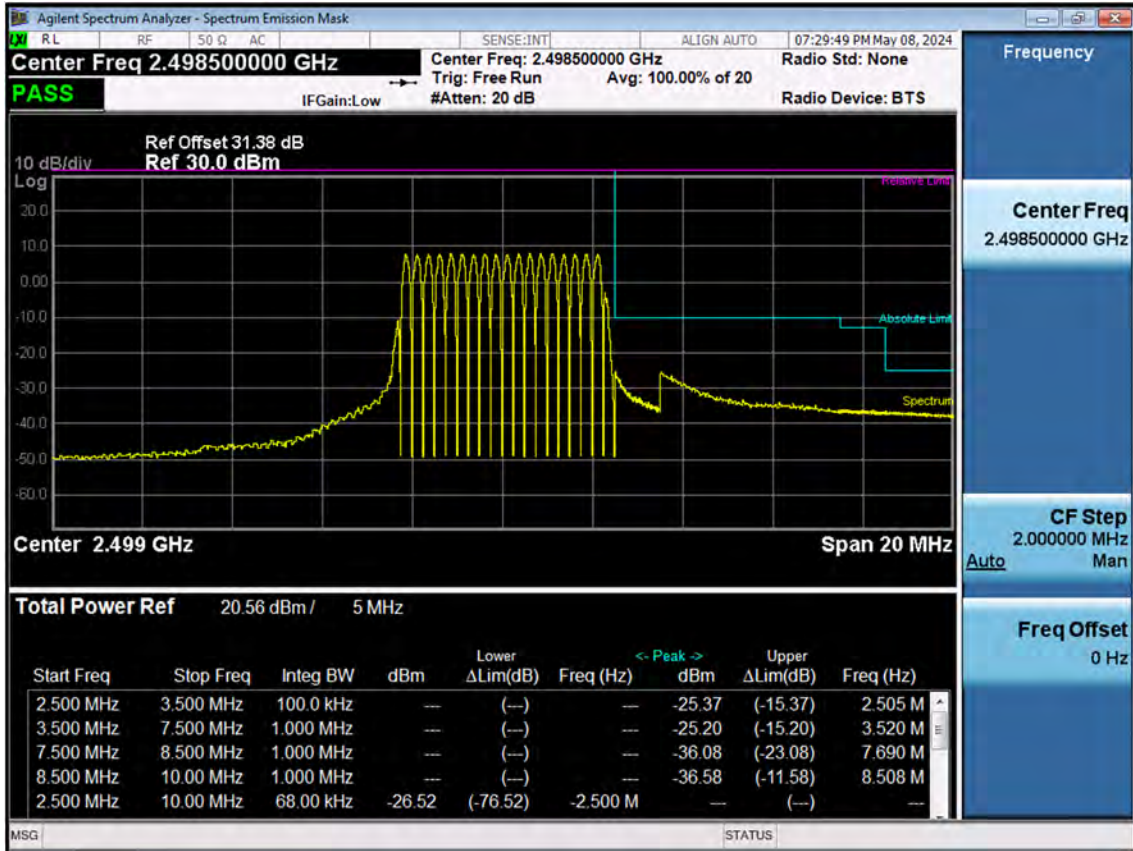 Agilent Spectrum Analyzer - Spectrum Emission Mask
LXI RL RF 50 Ω AC SENSE:INT ALIGN AUTO 07:29:49 PM May 08, 2024
Center Freq 2.498500000 GHz Center Freq: 2.498500000 GHz Radio Std: None
Trig: Free Run Avg: 100.00% of 20
PASS IFGain:Low #Atten: 20 dB Radio Device: BTS
Ref Offset 31.38 dB
10 dB/div Ref 30.0 dBm
Log
Relative Limit
20.0
10.0
0.00
-10.0
Absolute Limit
-20.0
-30.0
Spectrum
-40.0
-50.0
-60.0
Center 2.499 GHz Span 20 MHz
Total Power Ref 20.56 dBm / 5 MHz
Lower <- Peak -> Upper
Start Freq Stop Freq Integ BW dBm ΔLim(dB) Freq (Hz) dBm ΔLim(dB) Freq (Hz)
2.500 MHz 3.500 MHz 100.0 kHz --- (---) --- -25.37 (-15.37) 2.505 M
3.500 MHz 7.500 MHz 1.000 MHz --- (---) --- -25.20 (-15.20) 3.520 M
7.500 MHz 8.500 MHz 1.000 MHz --- (---) --- -36.08 (-23.08) 7.690 M
8.500 MHz 10.00 MHz 1.000 MHz --- (---) --- -36.58 (-11.58) 8.508 M
2.500 MHz 10.00 MHz 68.00 kHz -26.52 (-76.52) -2.500 M --- (---) ---
MSG STATUS
Frequency
Center Freq
2.498500000 GHz
CF Step
2.000000 MHz
Auto Man
Freq Offset
0 Hz